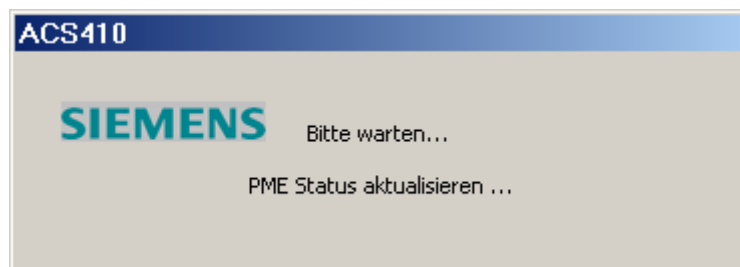 ACS410
SIEMENS Bitte warten...
PME Status aktualisieren ...